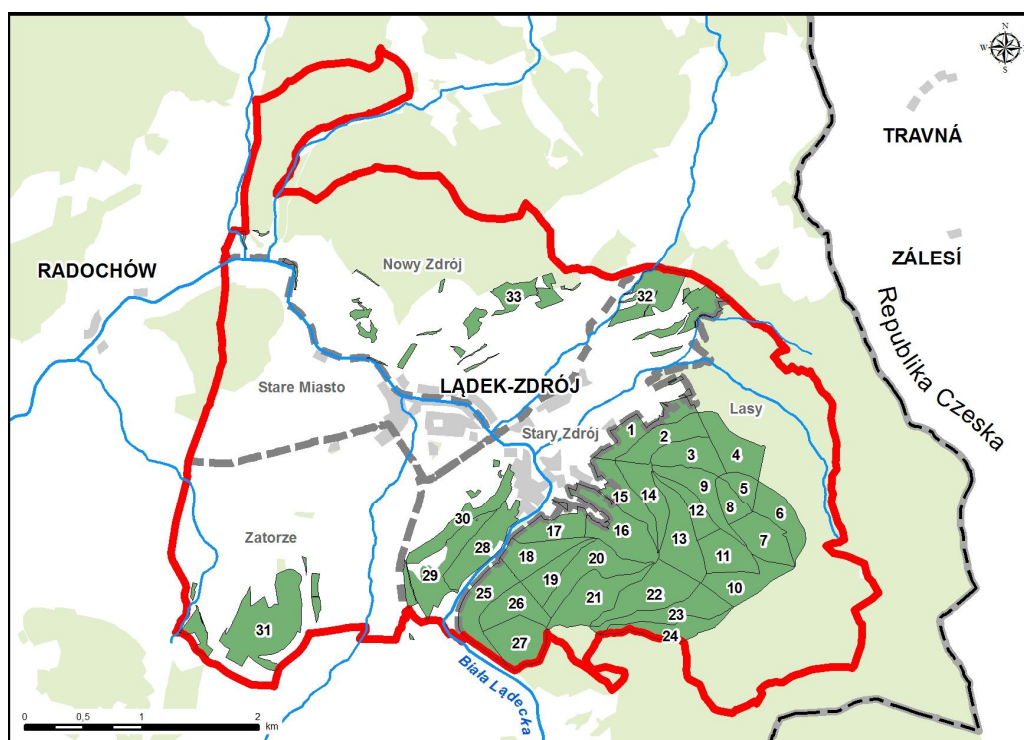 N
W E
S
TRAVNÁ
RADOCHÓW
Nowy Zdrój
ZÁLESÍ
33
32
Republika Czeska
Stare Miasto
LĄDEK-ZDRÓJ
Lasy
Stary Zdrój
1
2
3
4
9
5
15
14
8
6
12
30
16
17
13
7
Zatorze
28
18
20
11
29
19
10
25
22
26
21
23
31
24
27
Biała Lądecka
0 0,5 1 2
km